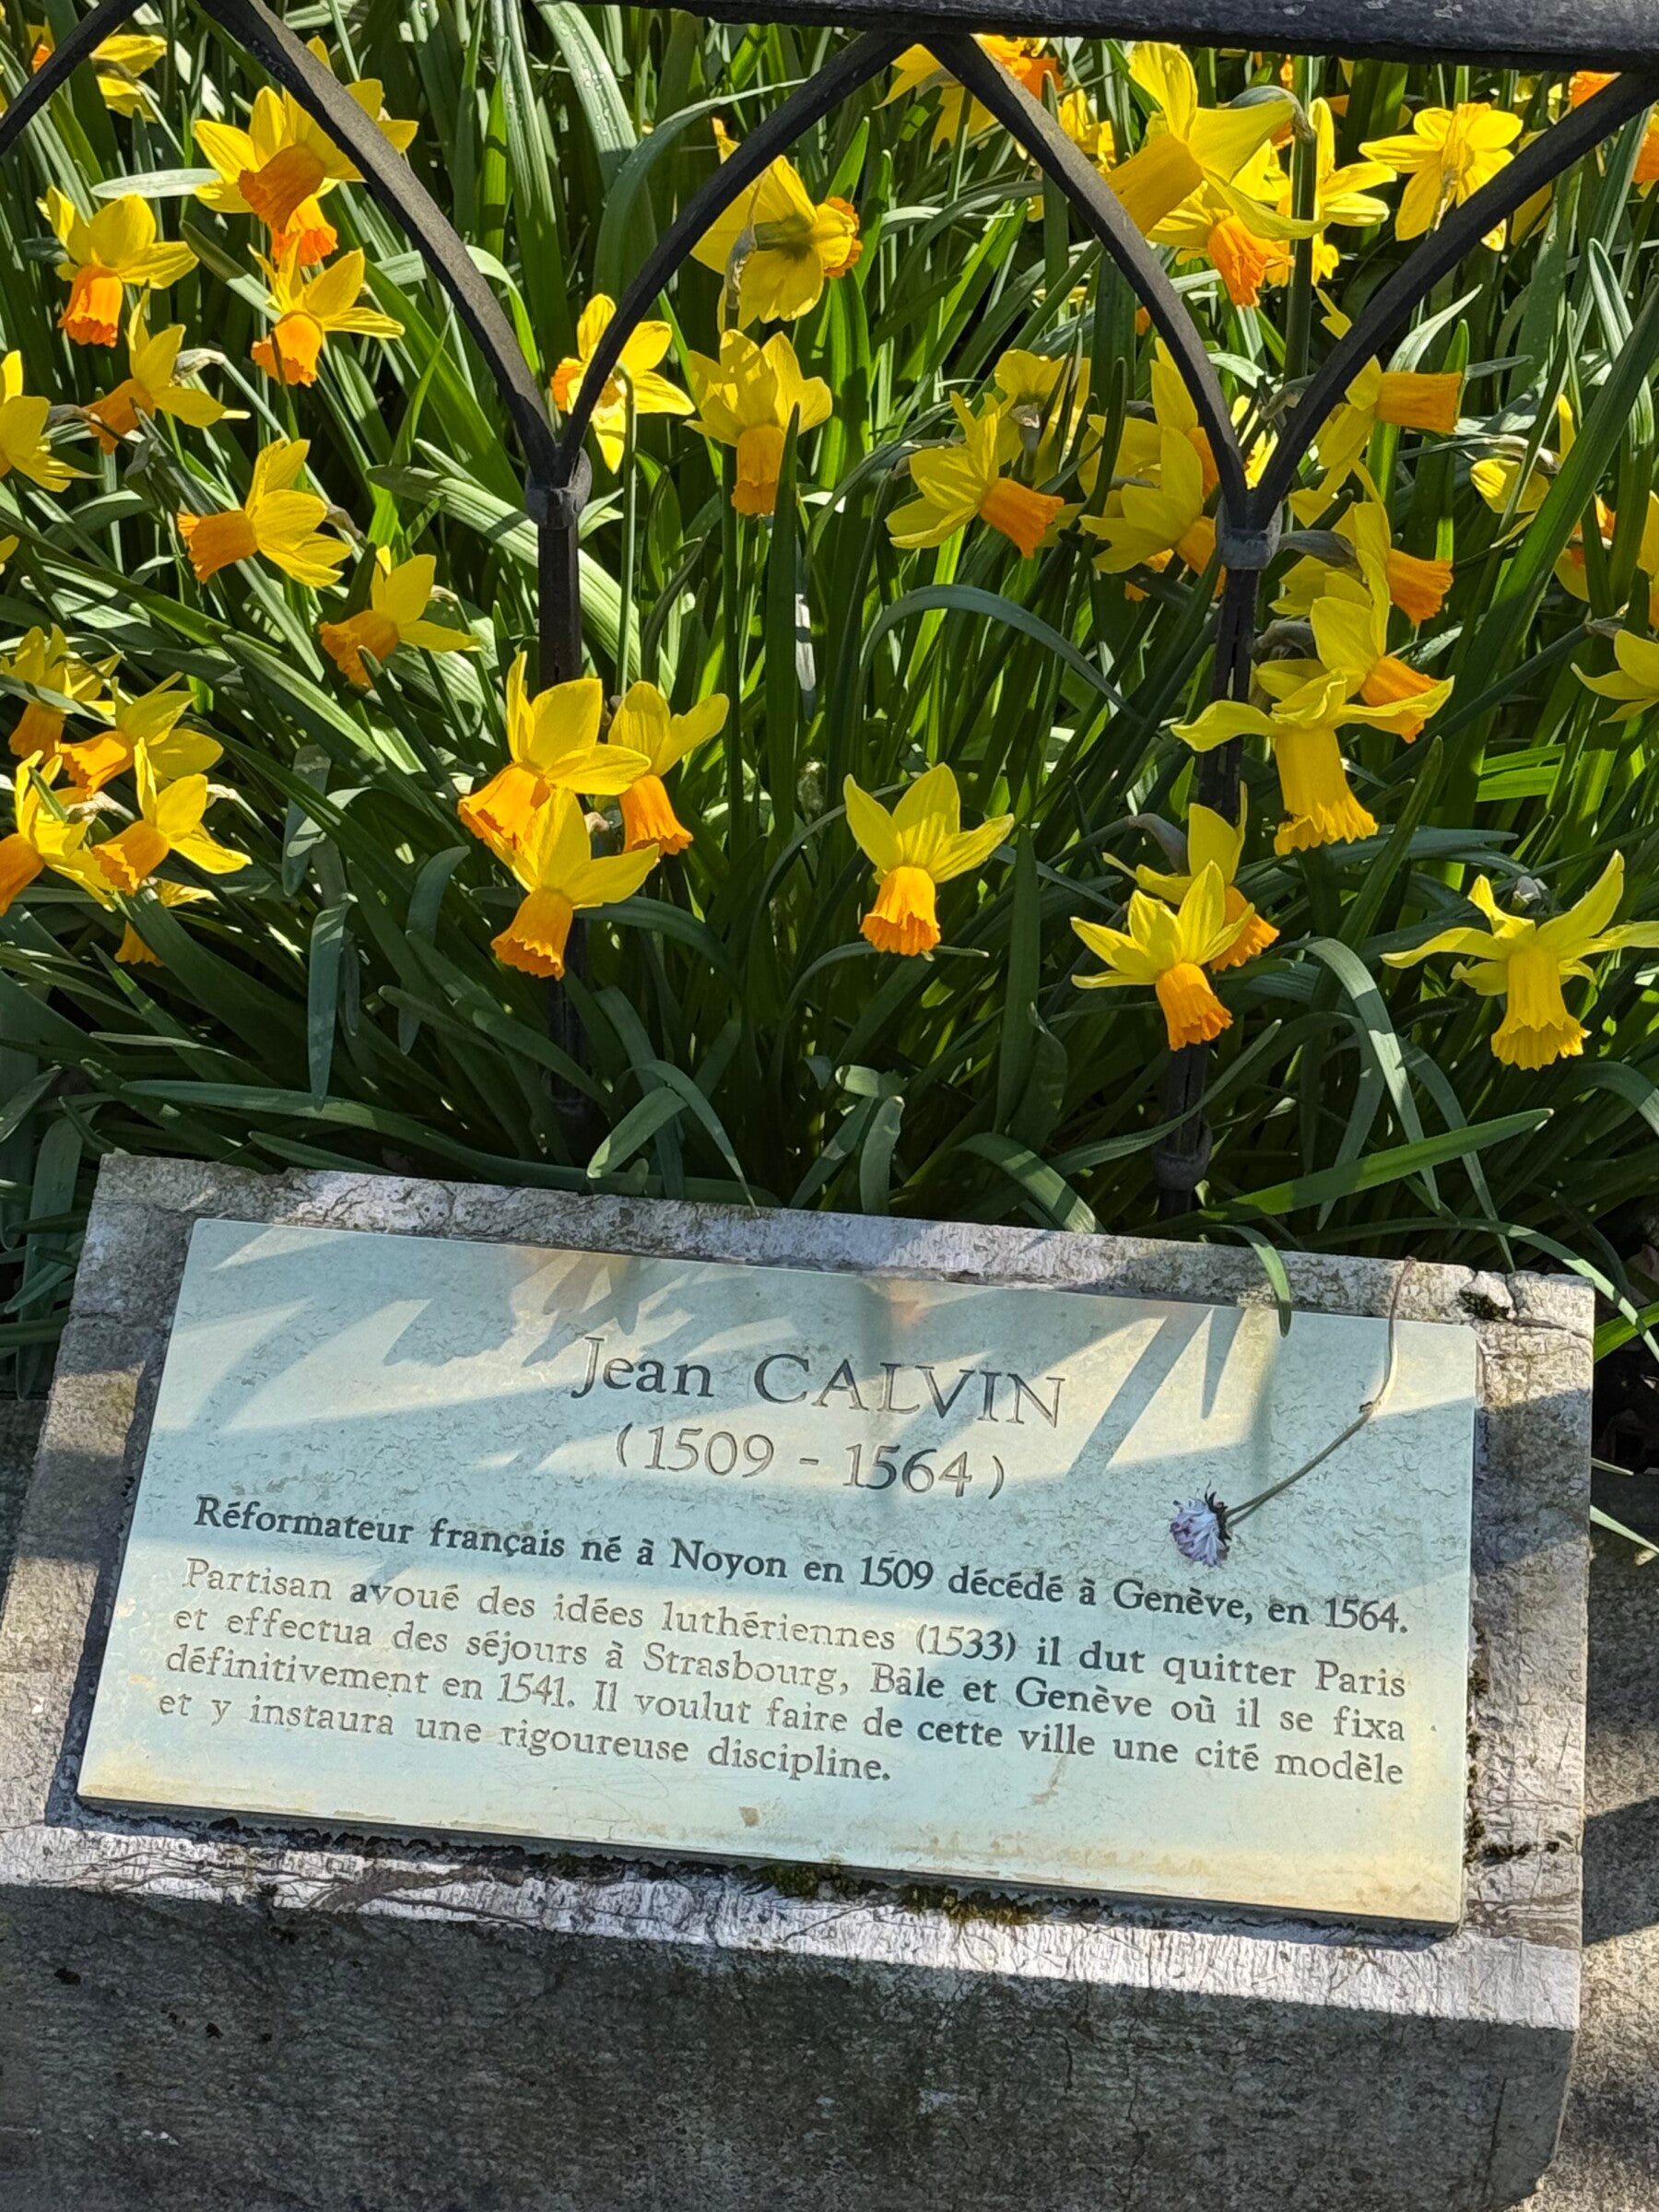 Jean CALVIN
(1509 - 1564)
Réformateur français né à Noyon en 1509 décédé à Genève, en 1564.
Partisan avoué des idées luthériennes (1533) il dut quitter Paris
et effectua des séjours à Strasbourg, Bâle et Genève où il se fixa
définitivement en 1541. Il voulut faire de cette ville une cité modèle
et y instaura une rigoureuse discipline.